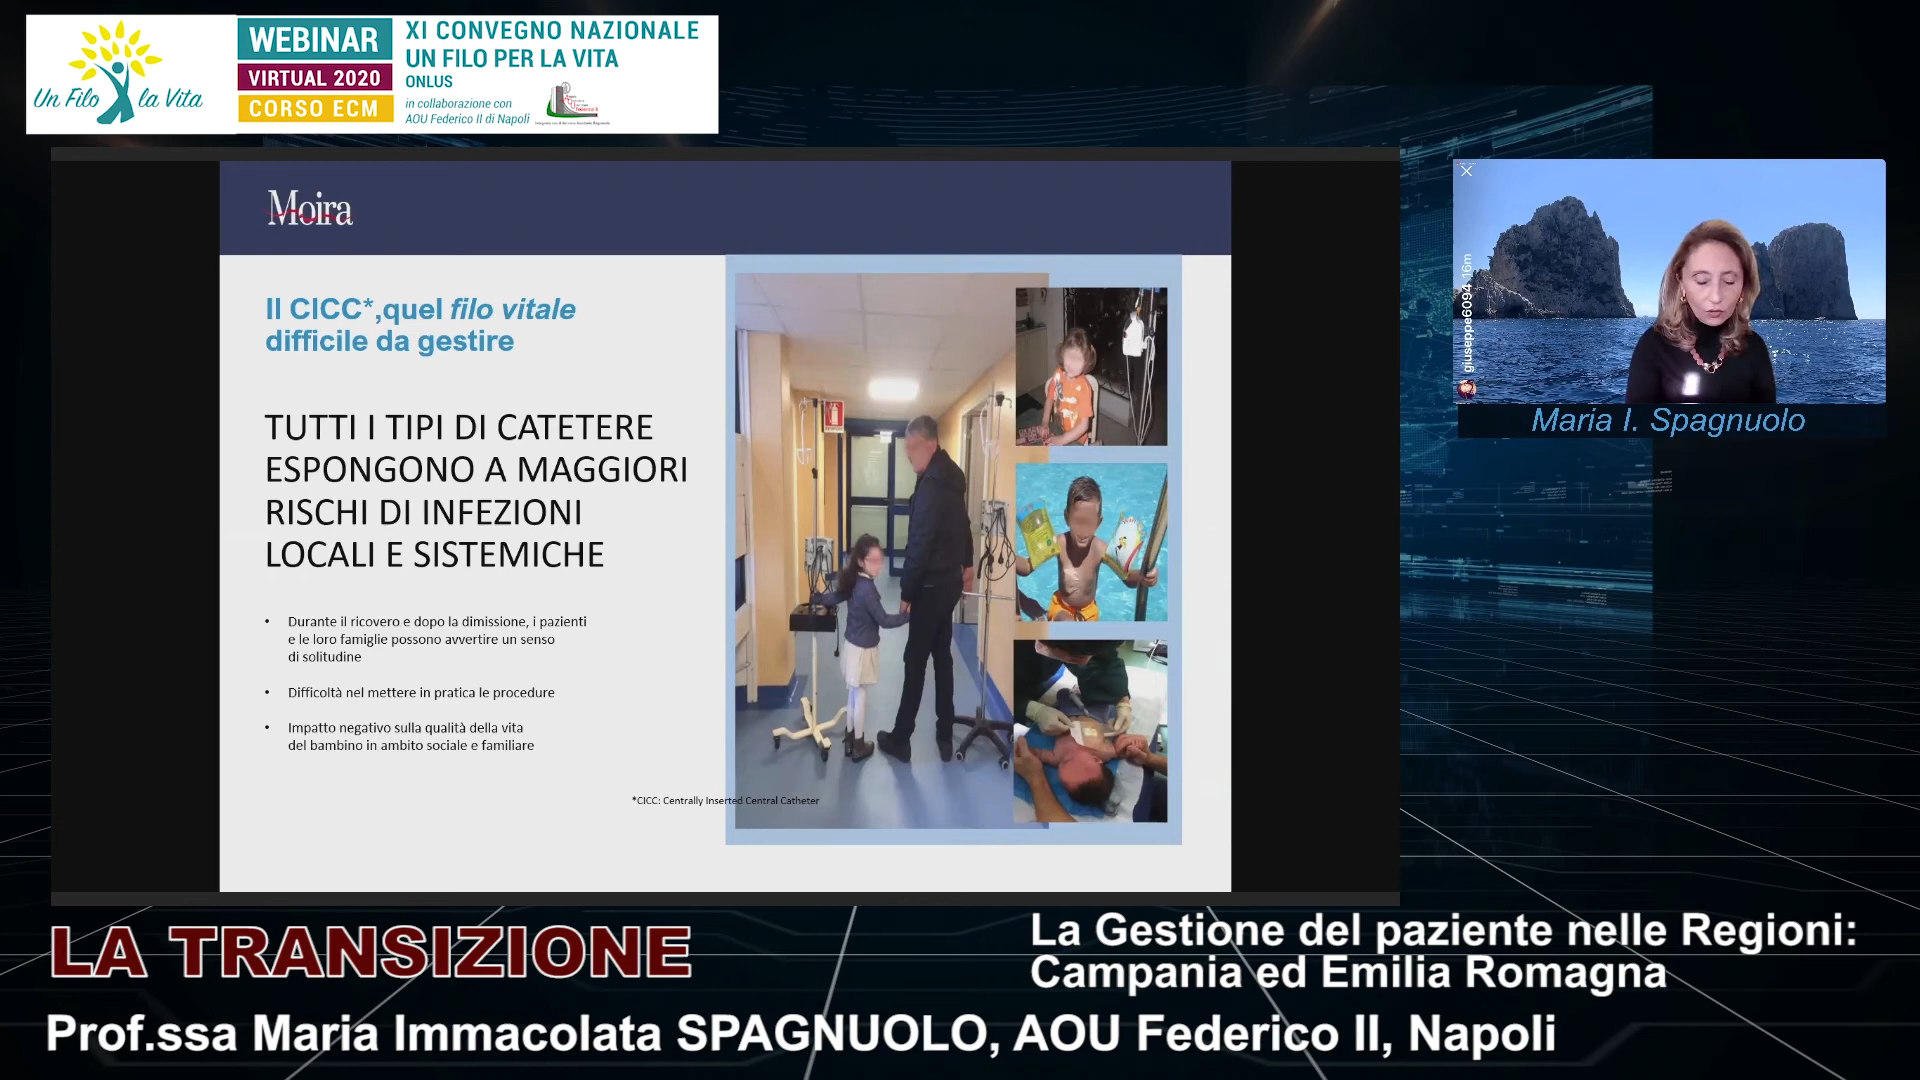 Un Filo la Vita
WEBINAR
VIRTUAL 2020
CORSO ECM
XI CONVEGNO NAZIONALE
UN FILO PER LA VITA
ONLUS
in collaborazione con
AOU Federico II di Napoli
Moira
Il CICC*,quel filo vitale
difficile da gestire
TUTTI I TIPI DI CATETERE
ESPONGONO A MAGGIORI
RISCHI DI INFEZIONI
LOCALI E SISTEMICHE
• Durante il ricovero e dopo la dimissione, i pazienti
e le loro famiglie possono avvertire un senso
di solitudine
• Difficoltà nel mettere in pratica le procedure
• Impatto negativo sulla qualità della vita
del bambino in ambito sociale e familiare
*CICC: Centrally Inserted Central Catheter
giuseppe6094 16m
Maria I. Spagnuolo
LA TRANSIZIONE
La Gestione del paziente nelle Regioni:
Campania ed Emilia Romagna
Prof.ssa Maria Immacolata SPAGNUOLO, AOU Federico II, Napoli